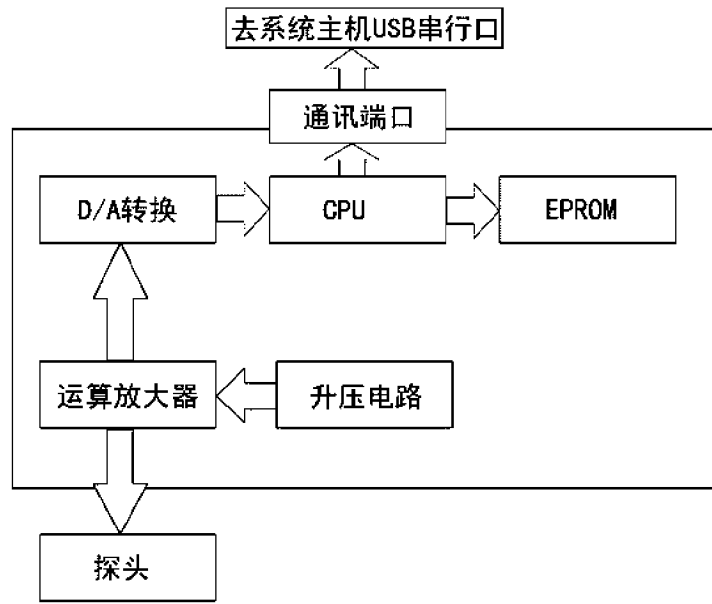 去系统主机USB串行口
通讯端口
D/A转换
CPU
EPROM
运算放大器
升压电路
探头